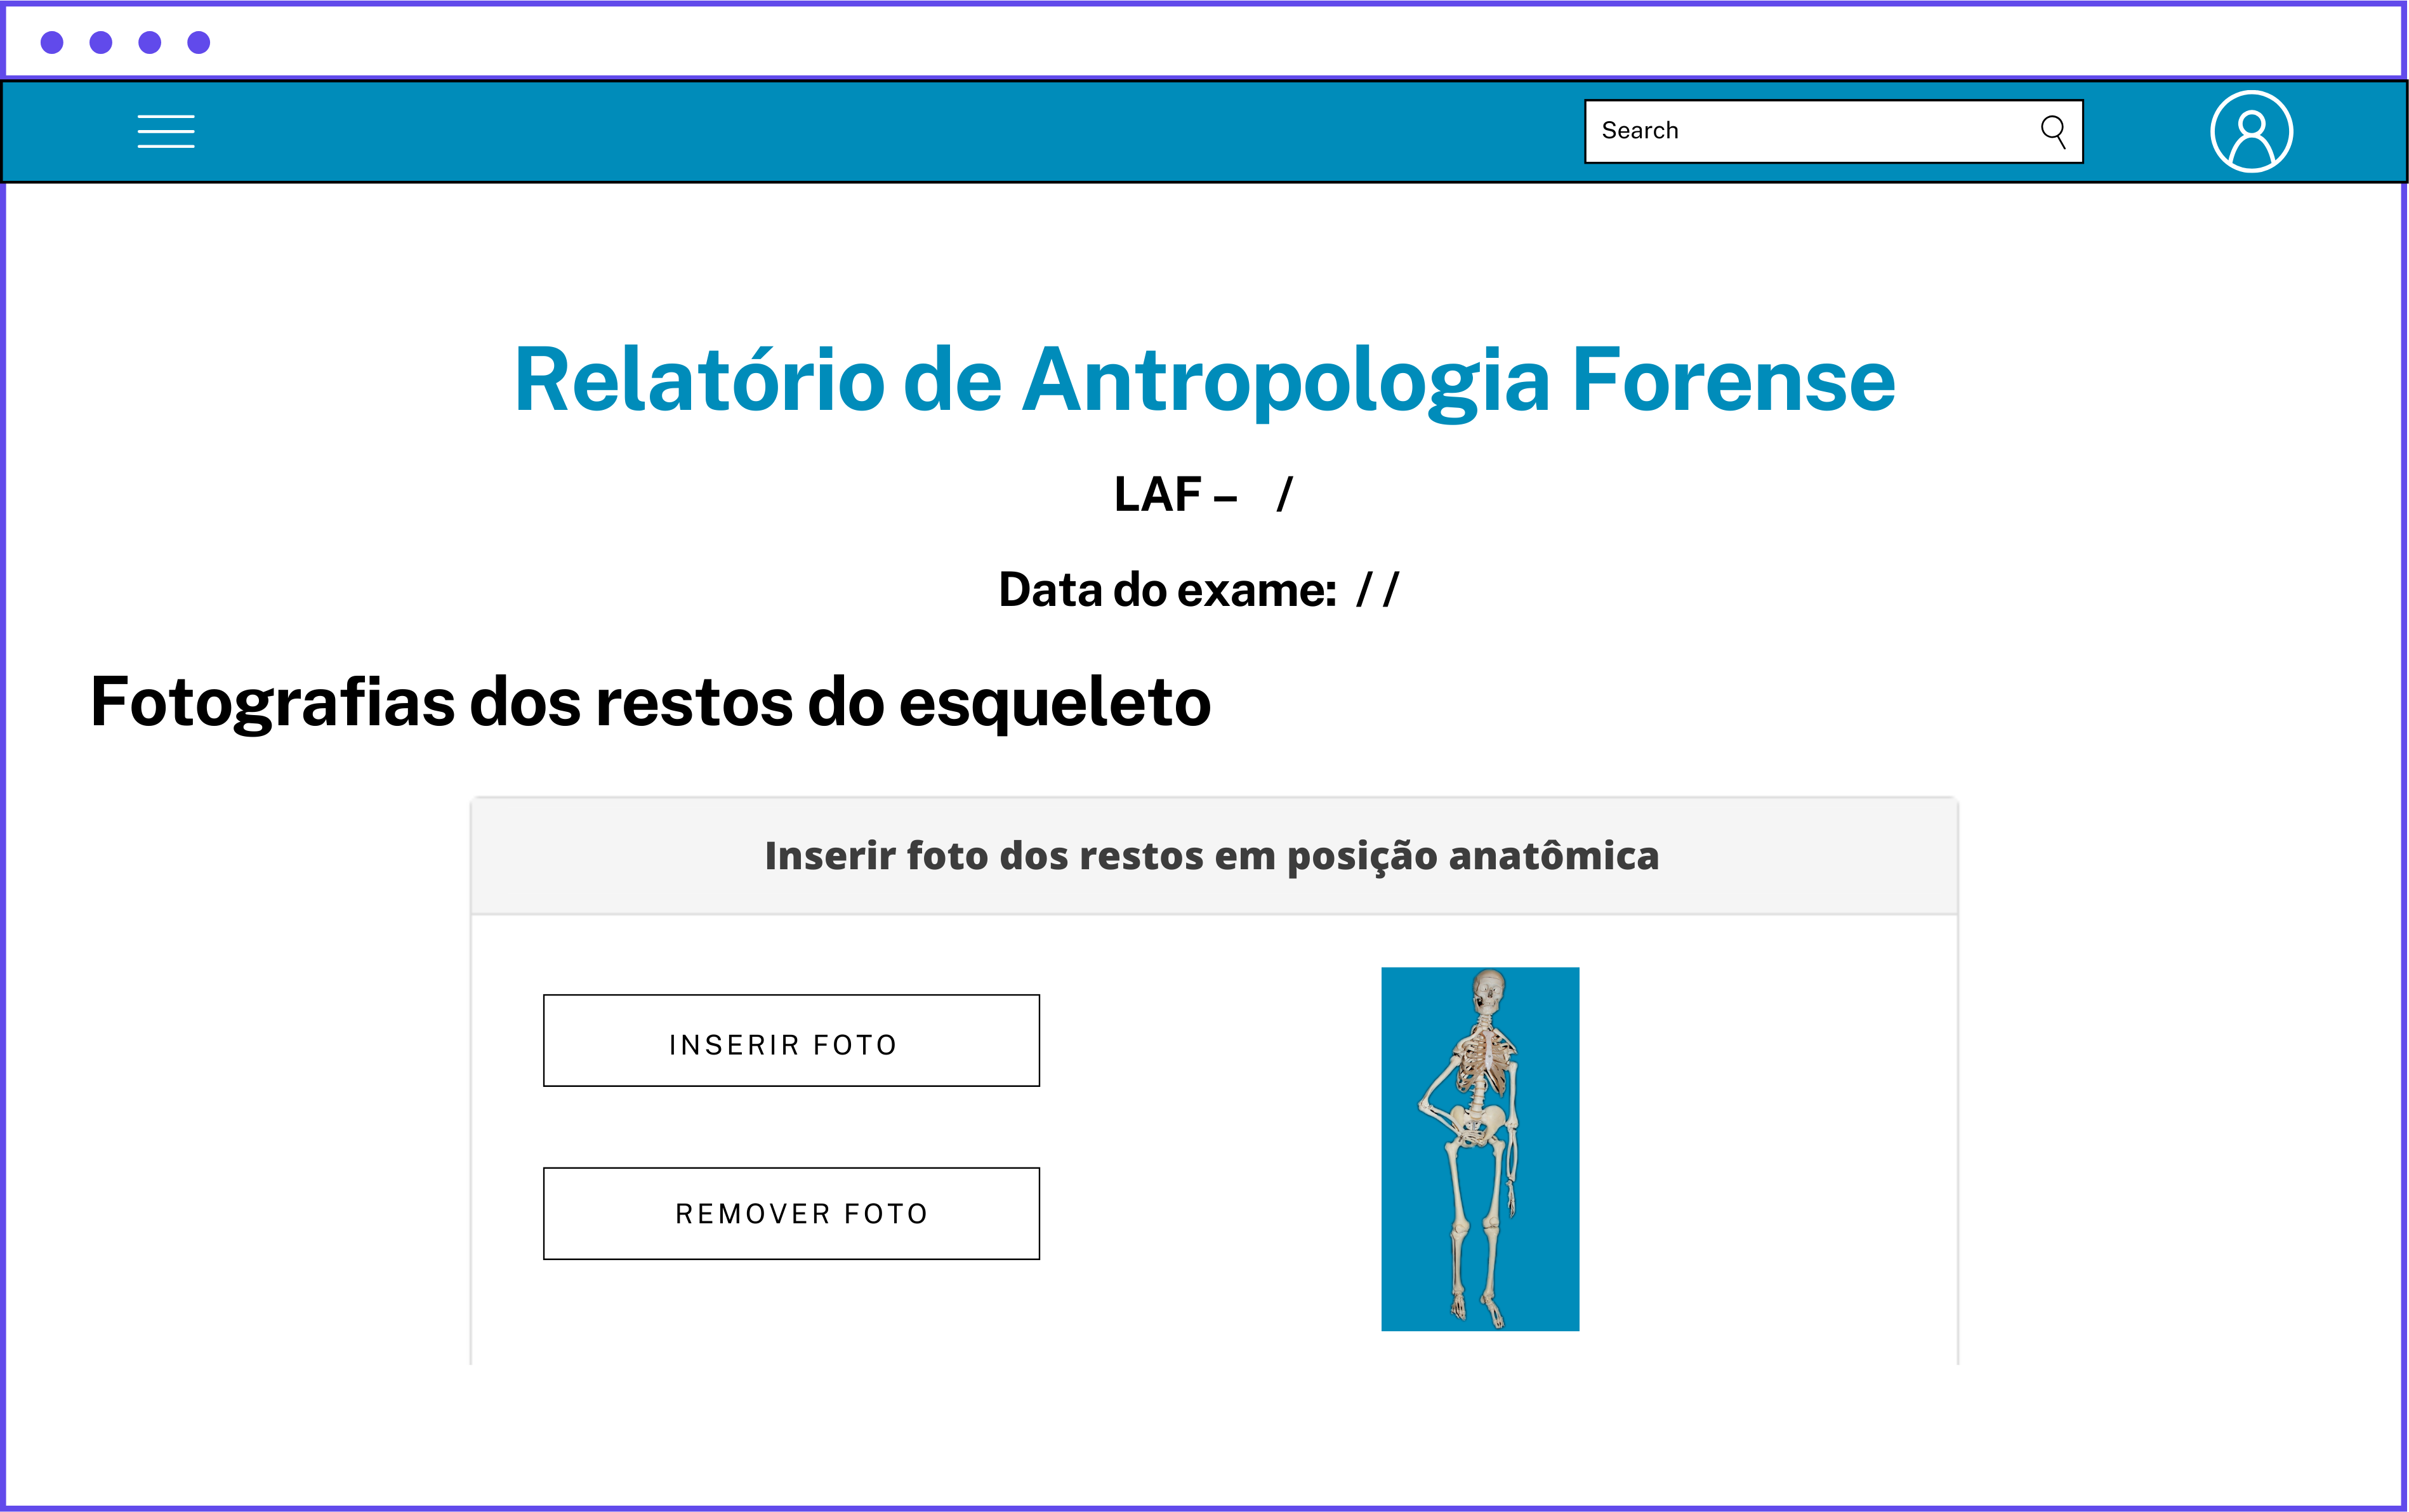 Search
Relatório de Antropologia Forense
LAF –    /
Data do exame:  / /
Fotografias dos restos do esqueleto
Inserir foto dos restos em posição anatômica
INSERIR FOTO
REMOVER FOTO